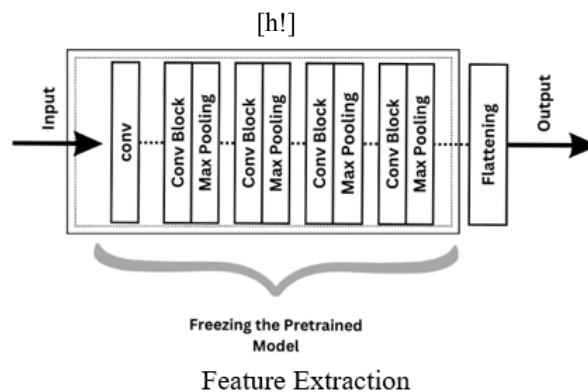 [h!]
Input
conv
Conv Block
Max Pooling
Conv Block
Max Pooling
Conv Block
Max Pooling
Conv Block
Max Pooling
Flattening
Output
Freezing the Pretrained
Model
Feature Extraction